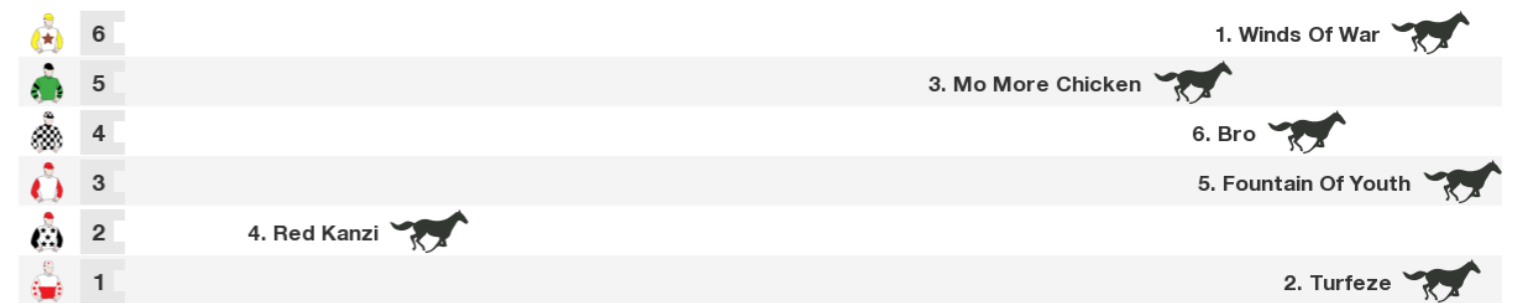 6 1. Winds Of War
5 3. Mo More Chicken
4 6. Bro
3 5. Fountain Of Youth
2 4. Red Kanzi
1 2. Turfeze